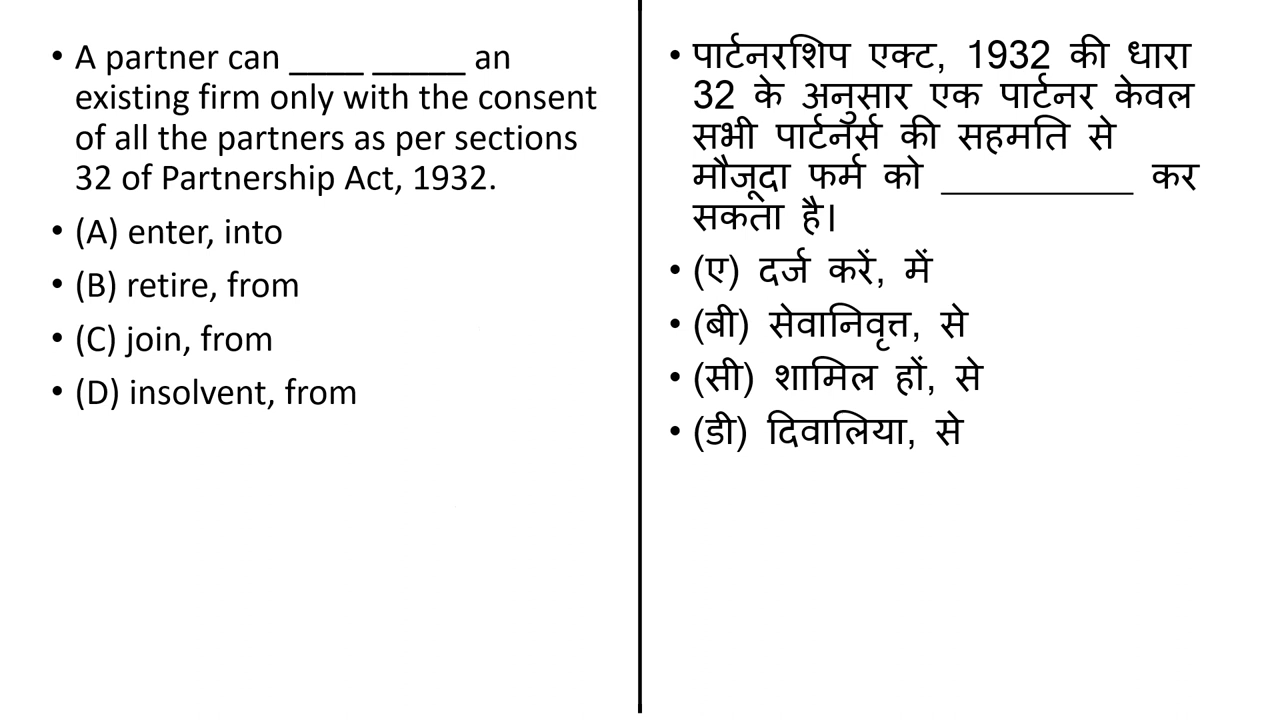 • A partner can ____ _____ an
existing firm only with the consent
of all the partners as per sections
32 of Partnership Act, 1932.
• (A) enter, into
• (B) retire, from
• (C) join, from
• (D) insolvent, from
• पार्टनरशिप एक्ट, 1932 की धारा
32 के अनुसार एक पार्टनर केवल
सभी पार्टनर्स की सहमति से
मौजूदा फर्म को __________ कर
सकता है।
• (ए) दर्ज करें, में
• (बी) सेवानिवृत्त, से
• (सी) शामिल हों, से
• (डी) दिवालिया, से